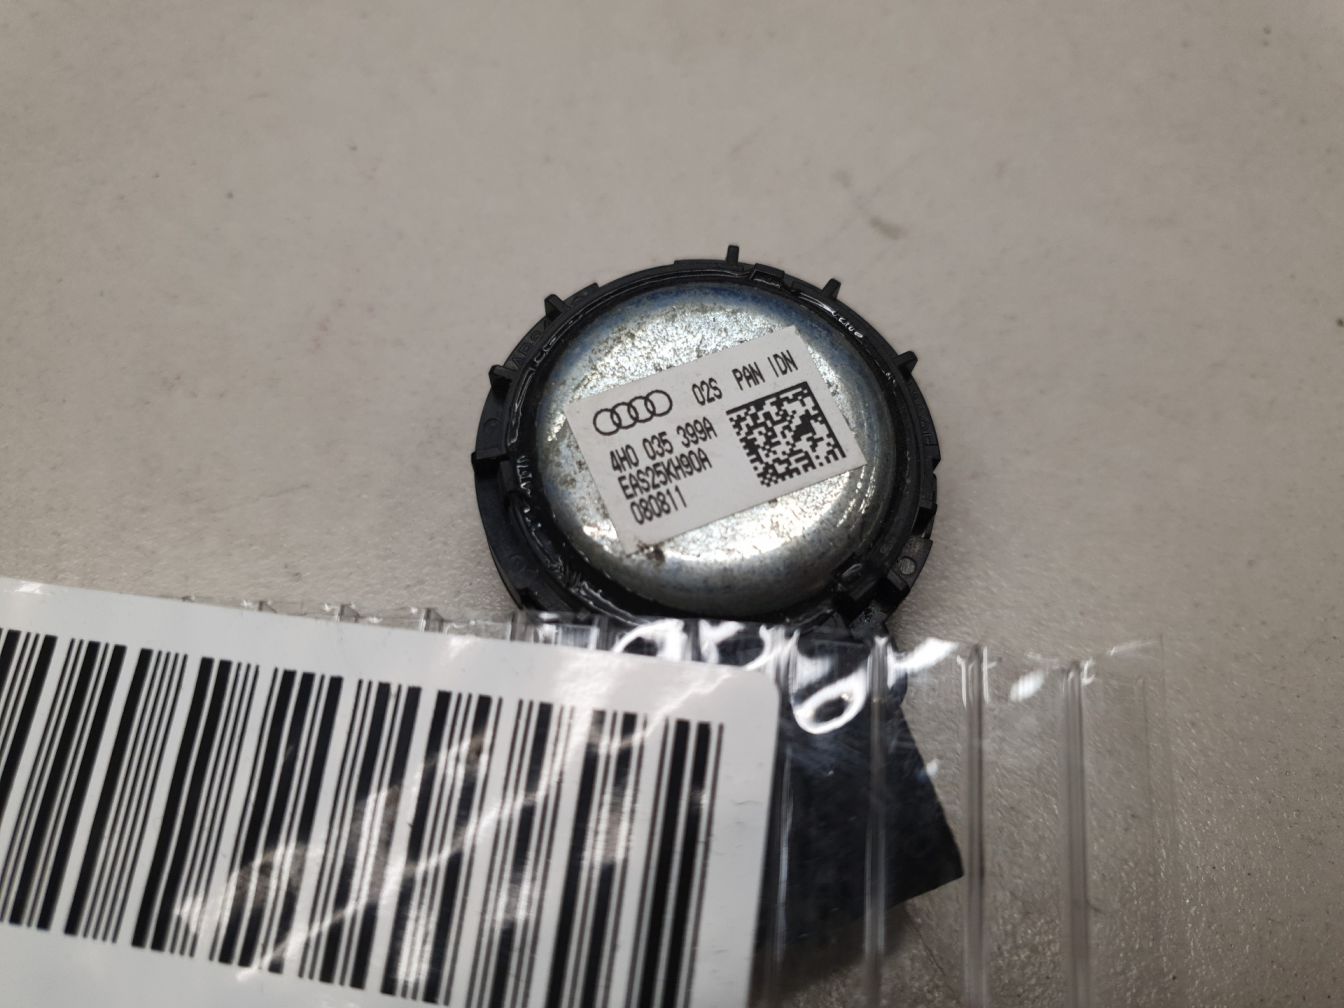 02S PAN IDN
4H0 035 399A
EAS25KH90A
080811